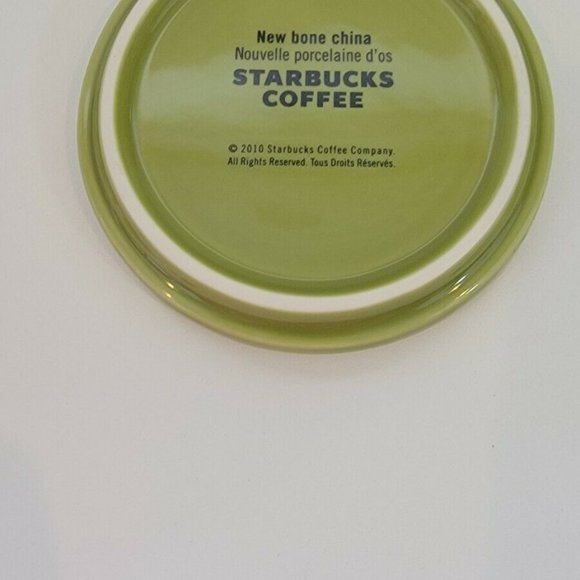 New bone china
Nouvelle porcelaine d'os
STARBUCKS
COFFEE
© 2010 Starbucks Coffee Company.
All Rights Reserved. Tous Droits Réservés.